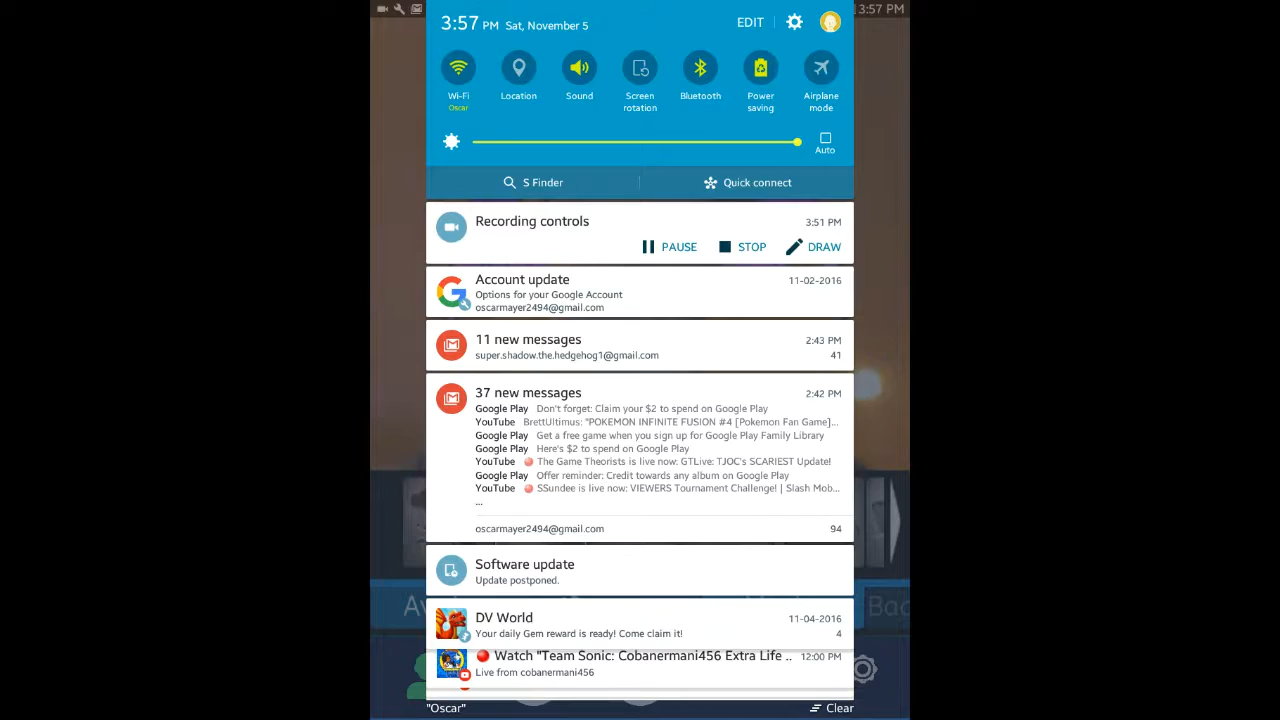 3:57 PM Sat, November 5 EDIT
3:57 PM
Wi-Fi Location Sound Screen rotation Bluetooth Power saving Airplane mode
Oscar
Auto
S Finder Quick connect
Recording controls 3:51 PM
PAUSE STOP DRAW
Account update 11-02-2016
Options for your Google Account
oscarmayer2494@gmail.com
11 new messages 2:43 PM
super.shadow.the.hedgehog1@gmail.com 41
37 new messages 2:42 PM
Google Play Don't forget: Claim your $2 to spend on Google Play
YouTube BrettUltimus: "POKEMON INFINITE FUSION #4 [Pokemon Fan Game]...
Google Play Get a free game when you sign up for Google Play Family Library
Google Play Here's $2 to spend on Google Play
YouTube 🔴 The Game Theorists is live now: GTLive: TJOC's SCARIEST Update!
Google Play Offer reminder: Credit towards any album on Google Play
YouTube 🔴 SSundee is live now: VIEWERS Tournament Challenge! | Slash Mob...
...
oscarmayer2494@gmail.com 94
Software update
Update postponed.
DV World 11-04-2016
Your daily Gem reward is ready! Come claim it! 4
🔴 Watch "Team Sonic: Cobanermani456 Extra Life .. 12:00 PM
Live from cobanermani456
"Oscar" Clear